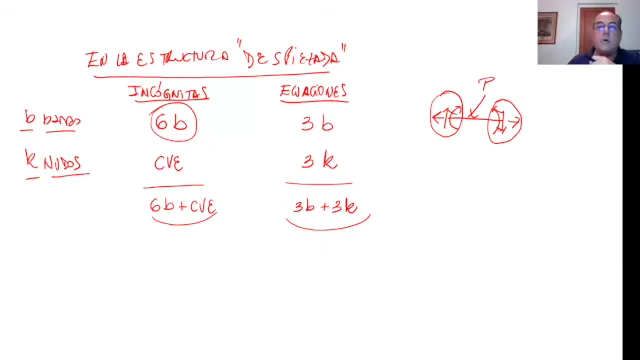 EN LA ESTRUCTURA "DESPIEZADA"
INCÓGNITAS ECUACIONES
b BARRAS 6b 3b
k NUDOS CVE 3k
6b+CVE 3b+3k
P